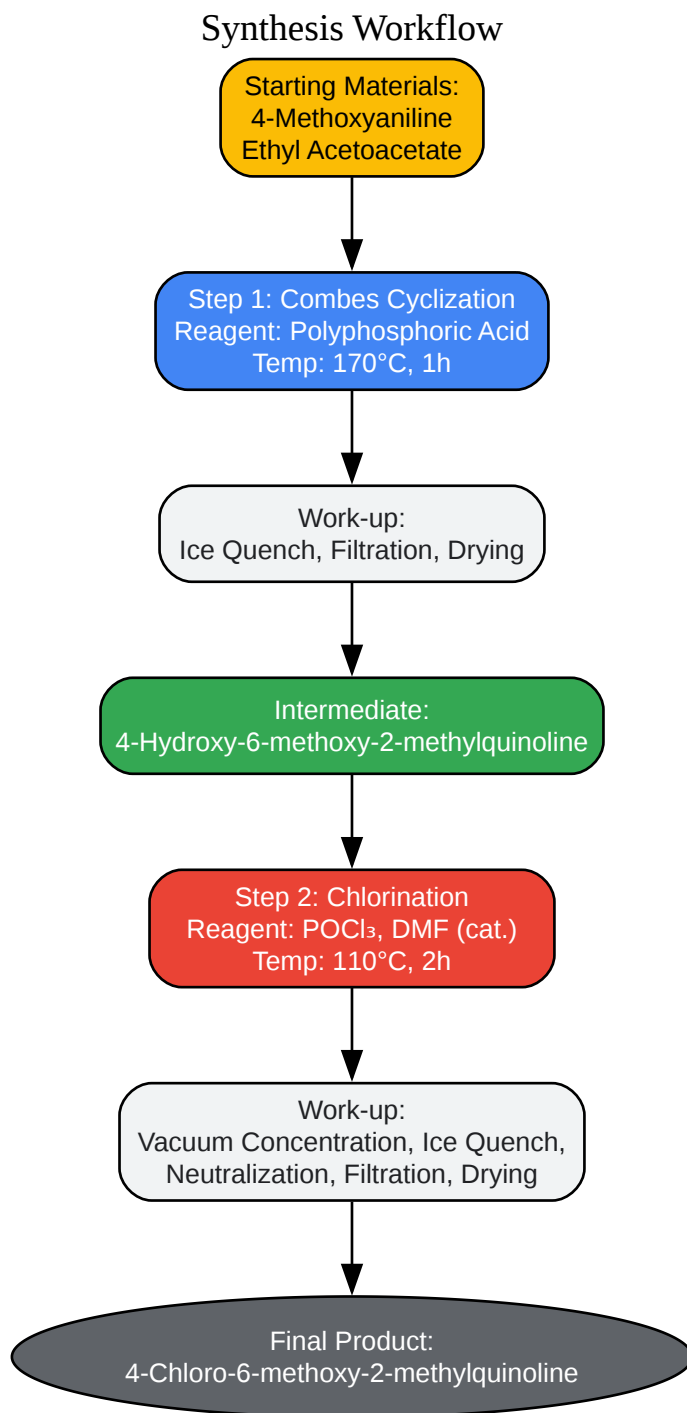 Synthesis Workflow
Starting Materials:
4-Methoxyaniline
Ethyl Acetoacetate
Step 1: Combes Cyclization
Reagent: Polyphosphoric Acid
Temp: 170°C, 1h
Work-up:
Ice Quench, Filtration, Drying
Intermediate:
4-Hydroxy-6-methoxy-2-methylquinoline
Step 2: Chlorination
Reagent: POCl₃, DMF (cat.)
Temp: 110°C, 2h
Work-up:
Vacuum Concentration, Ice Quench,
Neutralization, Filtration, Drying
Final Product:
4-Chloro-6-methoxy-2-methylquinoline